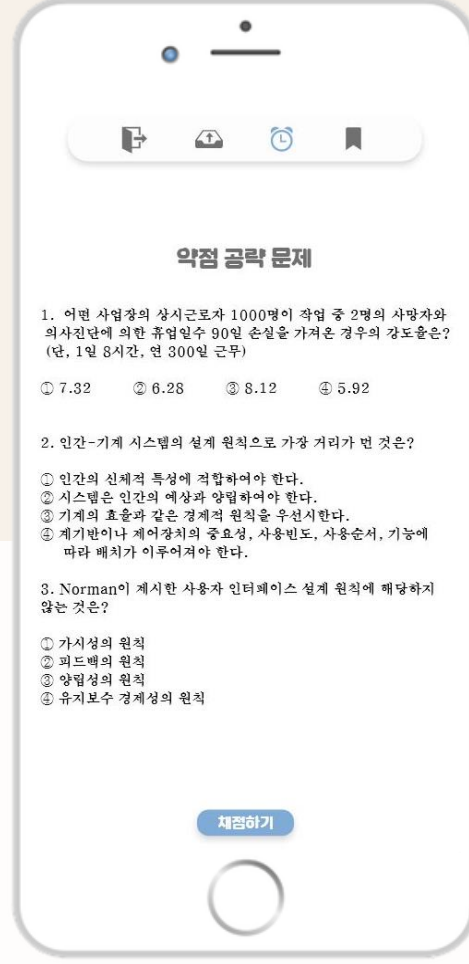 약점 공략 문제
1. 어떤 사업장의 상시근로자 1000명이 작업 중 2명의 사망자와
의사진단에 의한 휴업일수 90일 손실을 가져온 경우의 강도율은?
(단, 1일 8시간, 연 300일 근무)
① 7.32 ② 6.28 ③ 8.12 ④ 5.92
2. 인간-기계 시스템의 설계 원칙으로 가장 거리가 먼 것은?
① 인간의 신체적 특성에 적합하여야 한다.
② 시스템은 인간의 예상과 양립하여야 한다.
③ 기계의 효율과 같은 경제적 원칙을 우선시한다.
④ 계기반이나 제어장치의 중요성, 사용빈도, 사용순서, 기능에
따라 배치가 이루어져야 한다.
3. Norman이 제시한 사용자 인터페이스 설계 원칙에 해당하지
않는 것은?
① 가시성의 원칙
② 피드백의 원칙
③ 양립성의 원칙
④ 유지보수 경제성의 원칙
채점하기